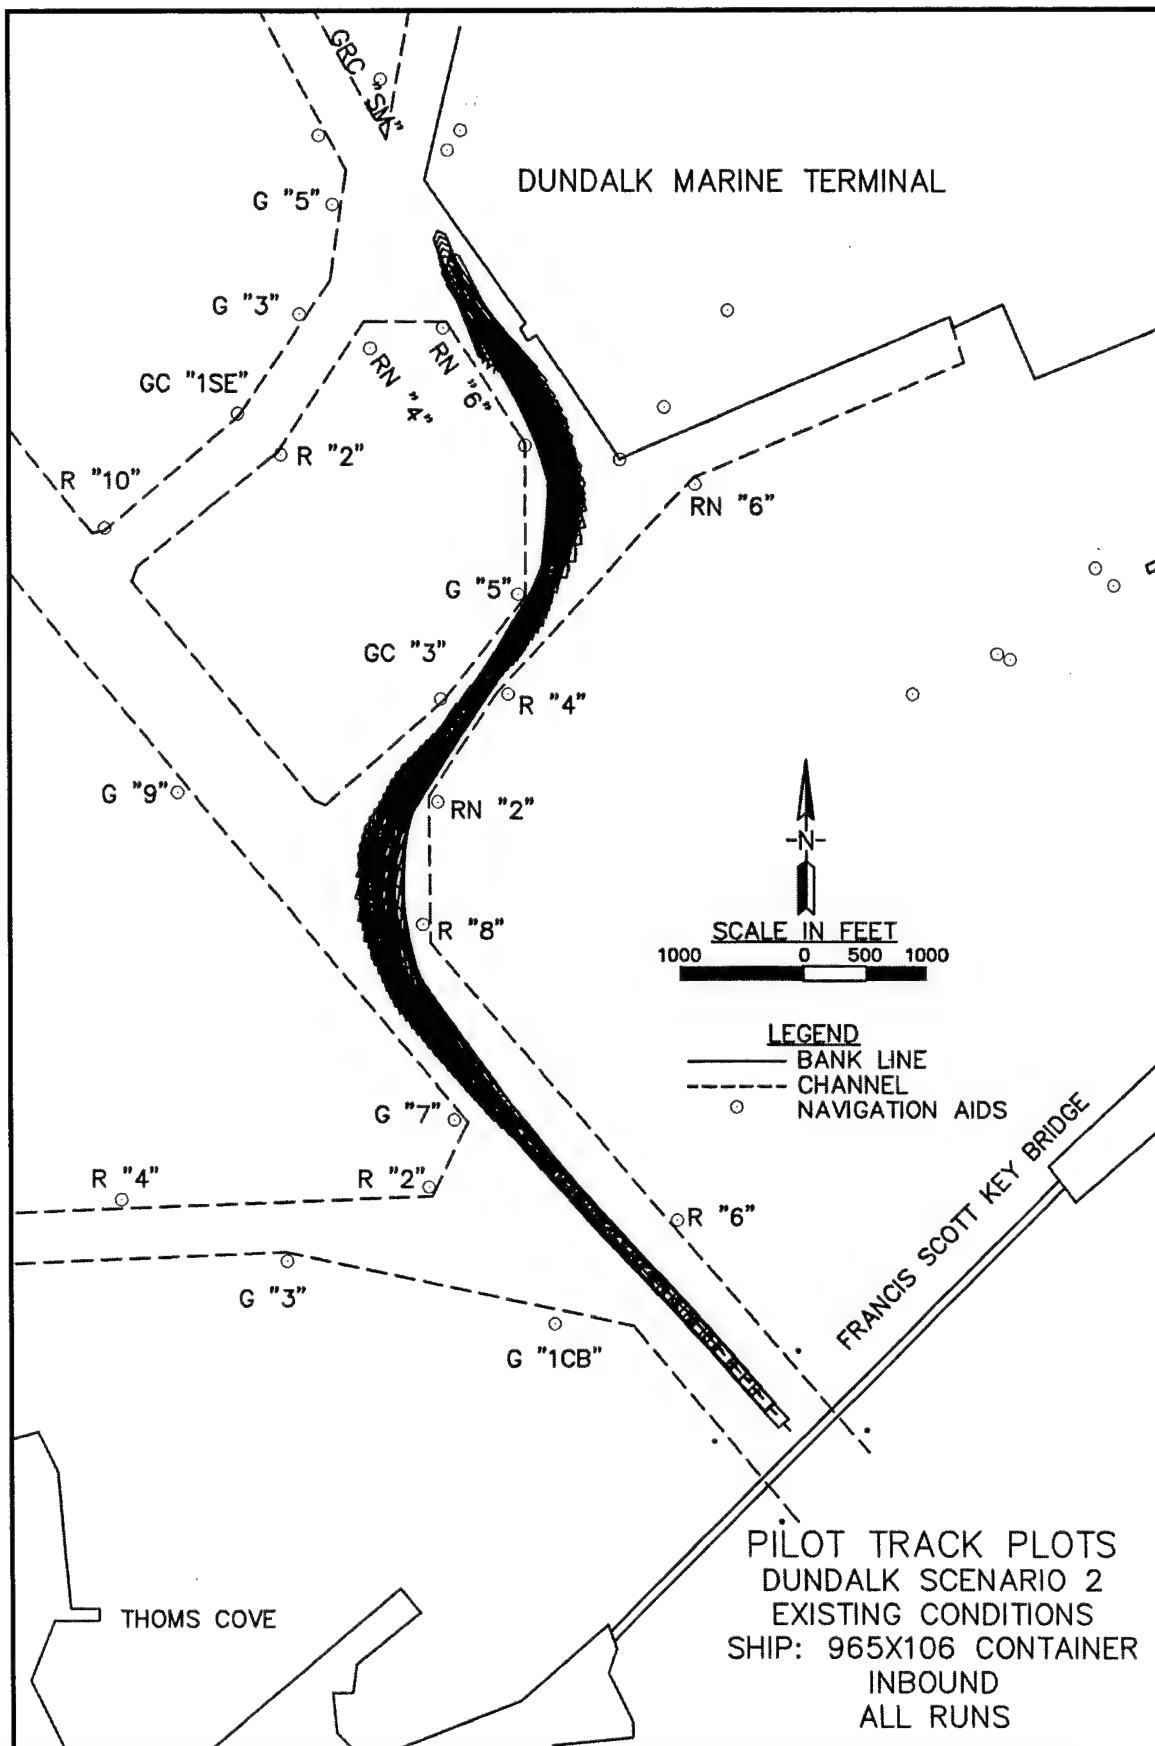 GRC "SM"
DUNDALK MARINE TERMINAL
G "5"
G "3"
RN "6"
RN "4"
GC "1SE"
R "2"
R "10"
RN "6"
G "5"
GC "3"
R "4"
G "9"
RN "2"
R "8"
-N-
SCALE IN FEET
1000 0 500 1000
LEGEND
BANK LINE
CHANNEL
NAVIGATION AIDS
G "7"
R "4"
R "2"
R "6"
FRANCIS SCOTT KEY BRIDGE
G "3"
G "1CB"
THOMS COVE
PILOT TRACK PLOTS
DUNDALK SCENARIO 2
EXISTING CONDITIONS
SHIP: 965X106 CONTAINER
INBOUND
ALL RUNS